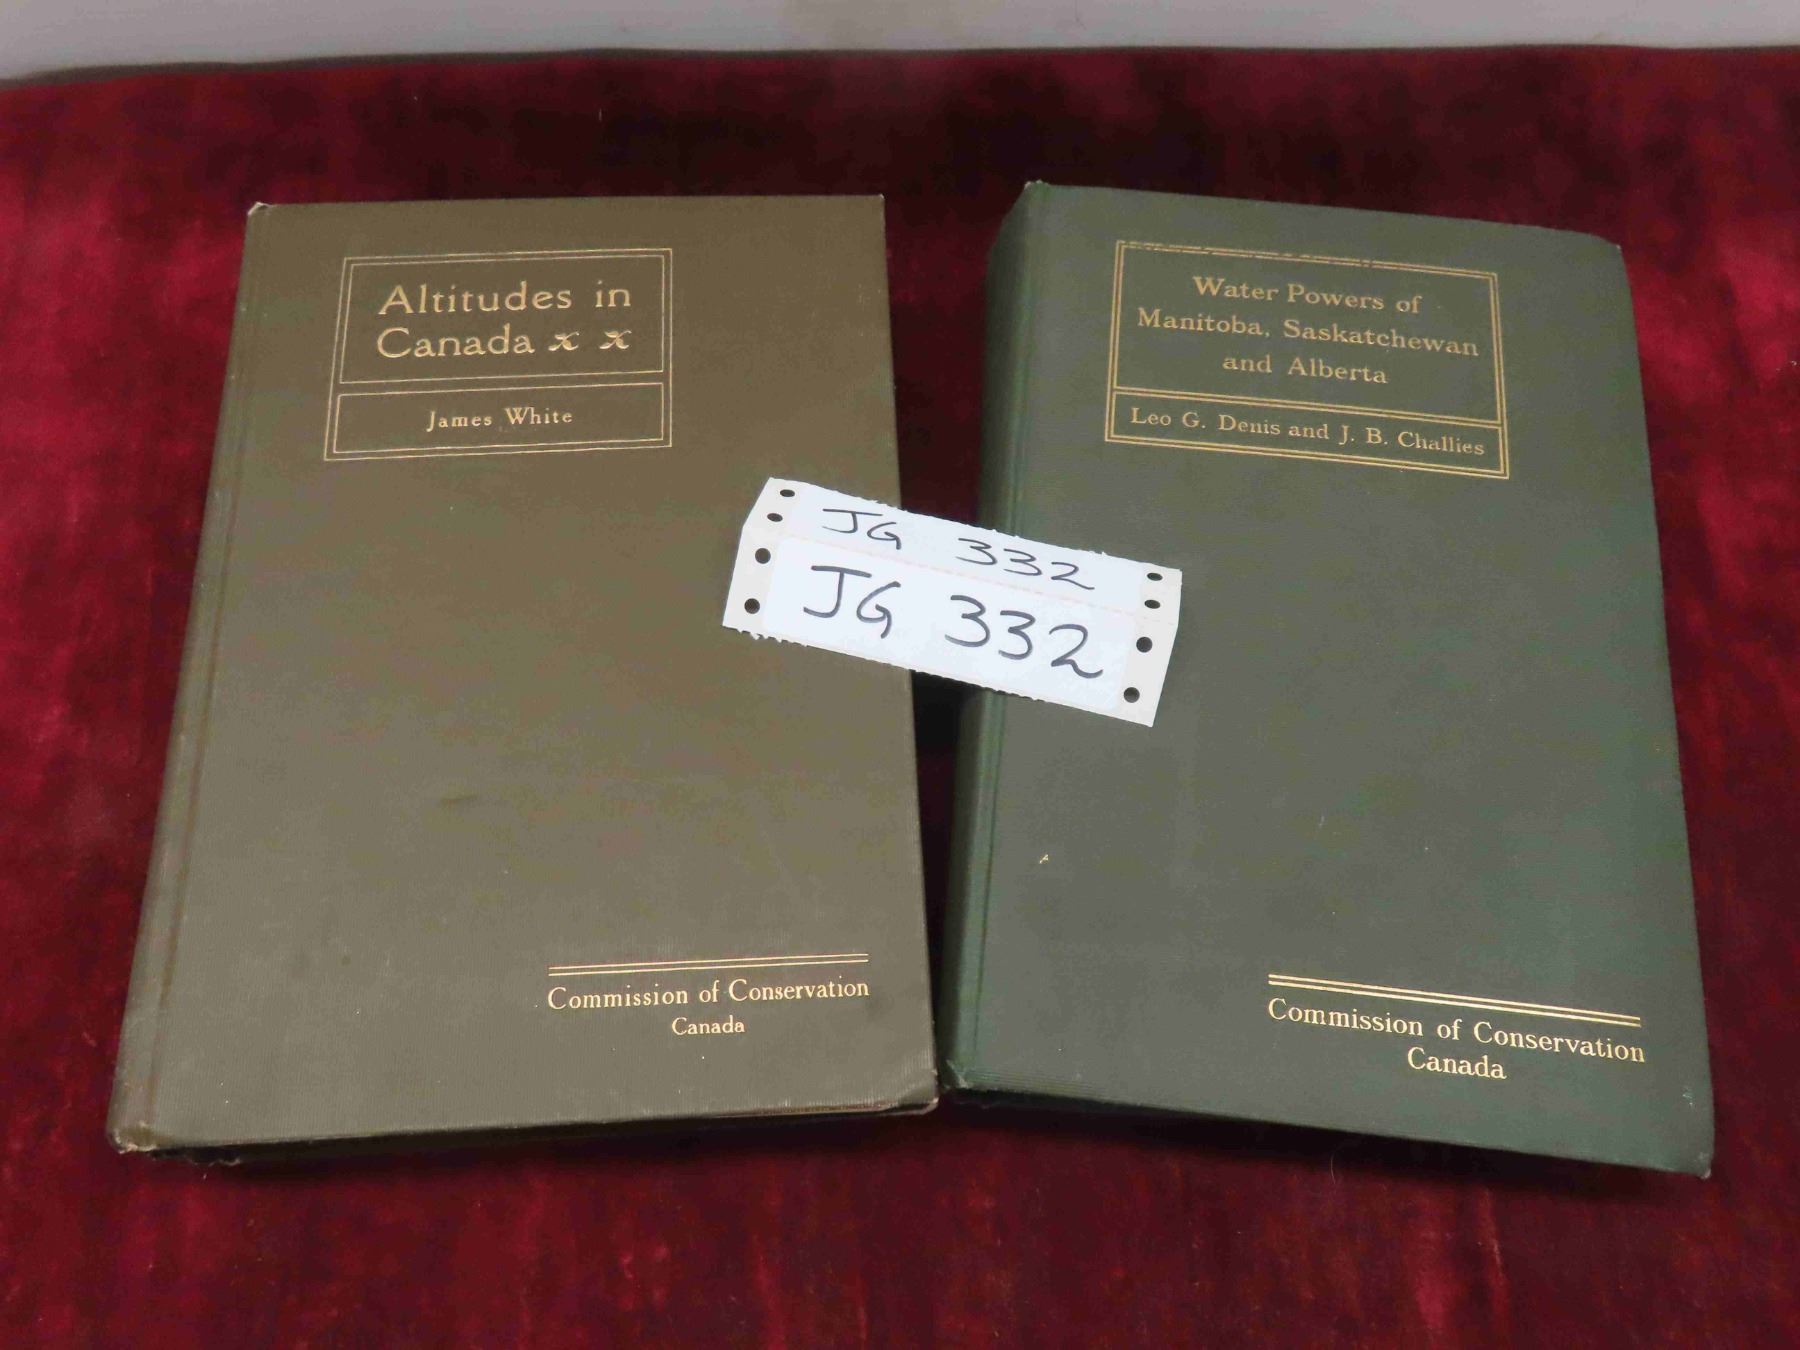 Altitudes in
Canada x x
James White
Commission of Conservation
Canada
JG 332
JG 332
Water Powers of
Manitoba, Saskatchewan
and Alberta
Leo G. Denis and J. B. Challies
Commission of Conservation
Canada